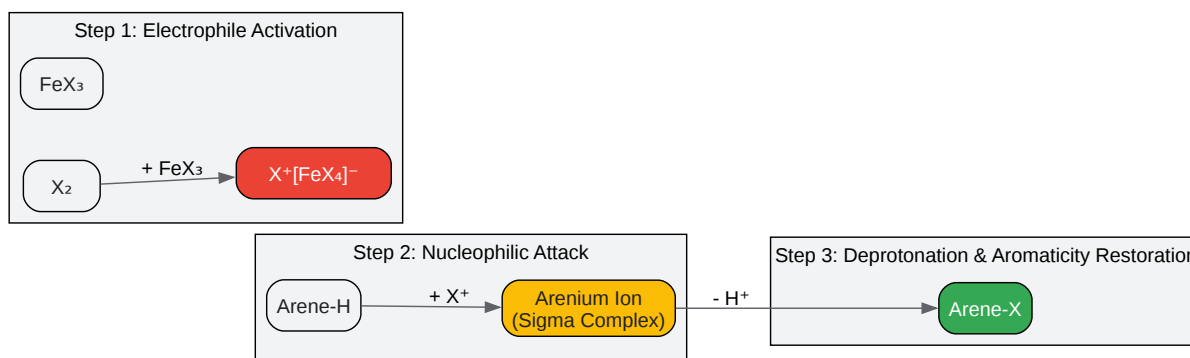 Step 1: Electrophile Activation
FeX₃
X₂
+ FeX₃
X⁺[FeX₄]⁻
Step 2: Nucleophilic Attack
Arene-H
+ X⁺
Arenium Ion
(Sigma Complex)
- H⁺
Step 3: Deprotonation & Aromaticity Restoration
Arene-X